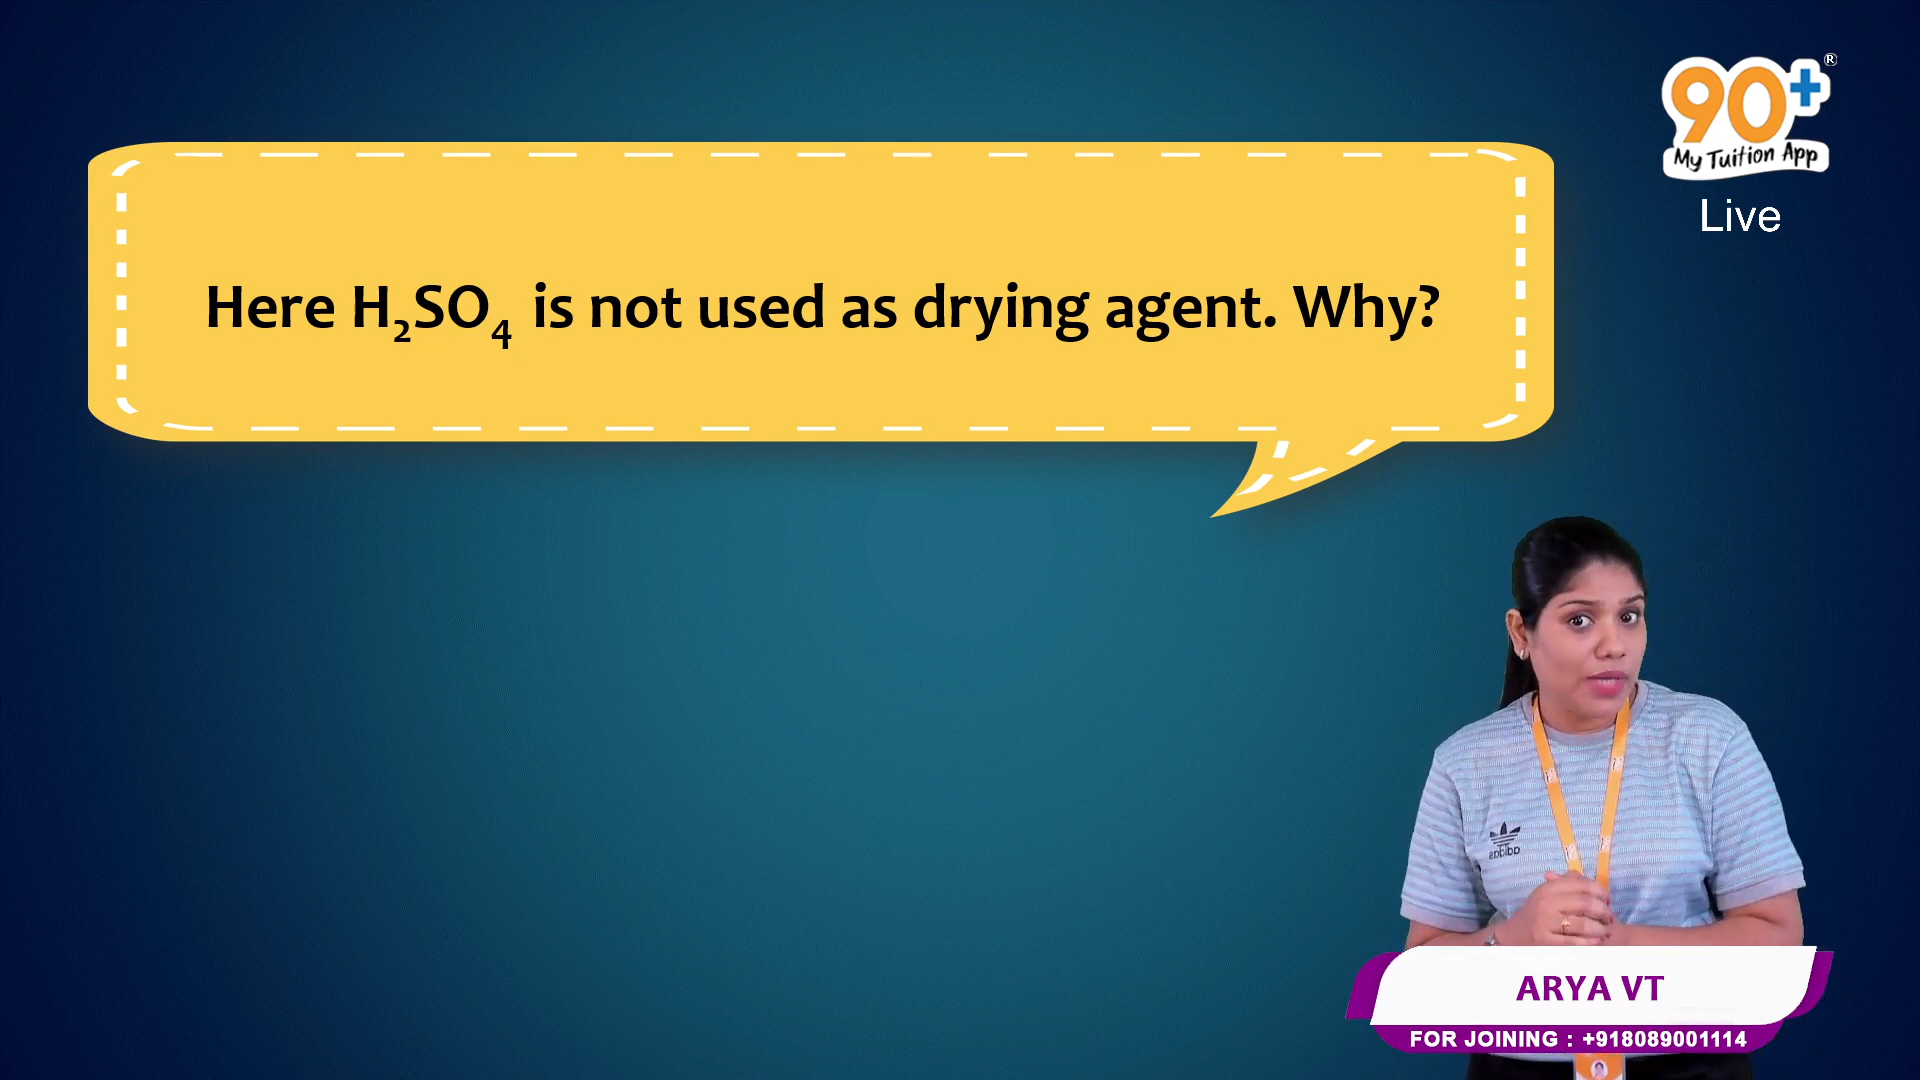 90+®
My Tuition App
Live
Here H₂SO₄ is not used as drying agent. Why?
adidas
ARYA VT
FOR JOINING : +918089001114